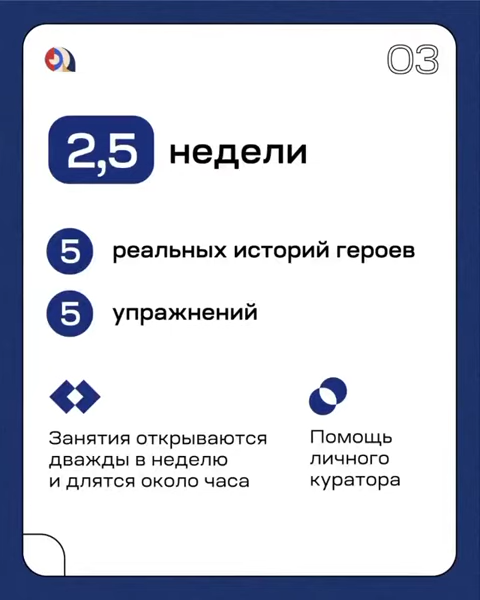 03
2,5 недели
5 реальных историй героев
5 упражнений
Занятия открываются
дважды в неделю
и длятся около часа
Помощь
личного
куратора